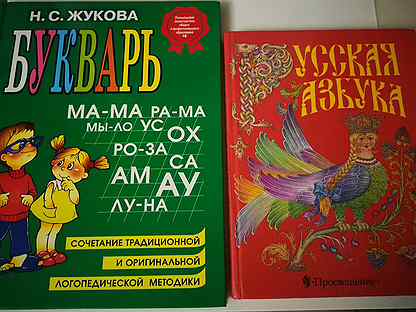 Н. С. ЖУКОВА
БУКВАРЬ
МА-МА РА-МА
МЫ-ЛО УС ОХ
РО-ЗА
АМ СА
АУ
ЛУ-НА
СОЧЕТАНИЕ ТРАДИЦИОННОЙ
И ОРИГИНАЛЬНОЙ
ЛОГОПЕДИЧЕСКОЙ МЕТОДИКИ
РУССКАЯ
АЗБУКА
Просвещение